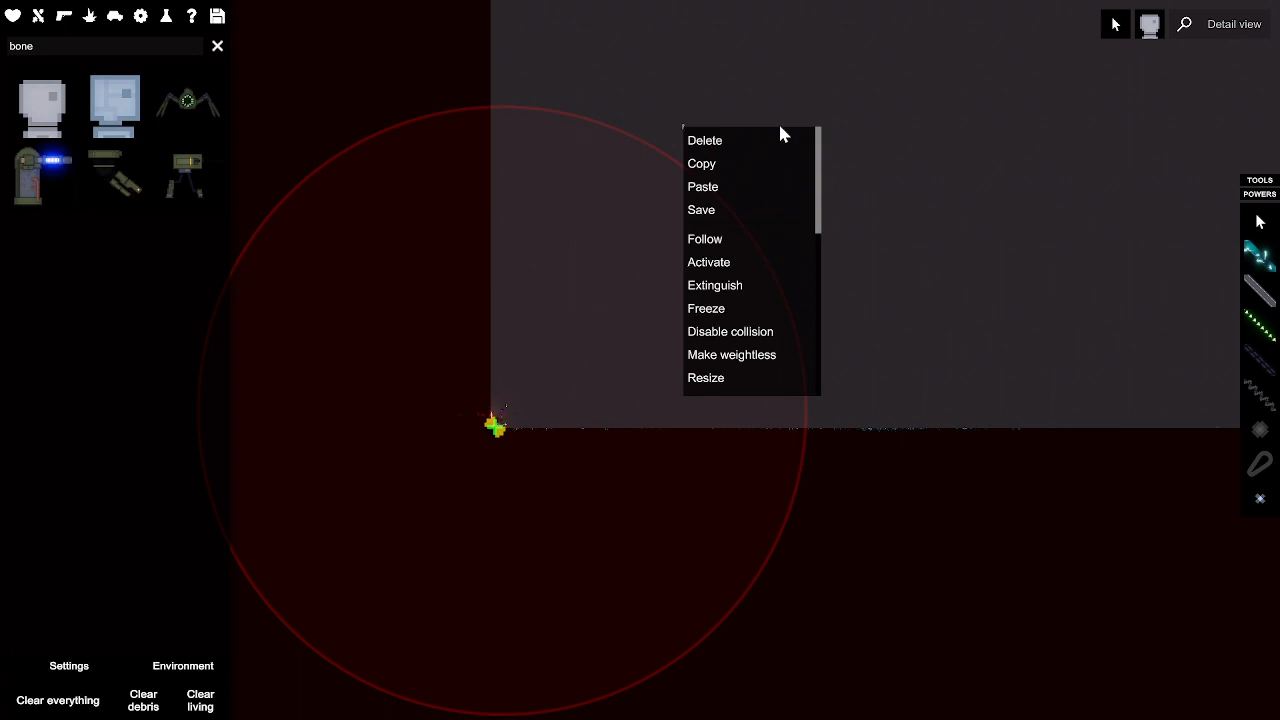 bone
Detail view
Delete
Copy
Paste
Save
Follow
Activate
Extinguish
Freeze
Disable collision
Make weightless
Resize
TOOLS
POWERS
Settings
Environment
Clear everything
Clear
debris
Clear
living